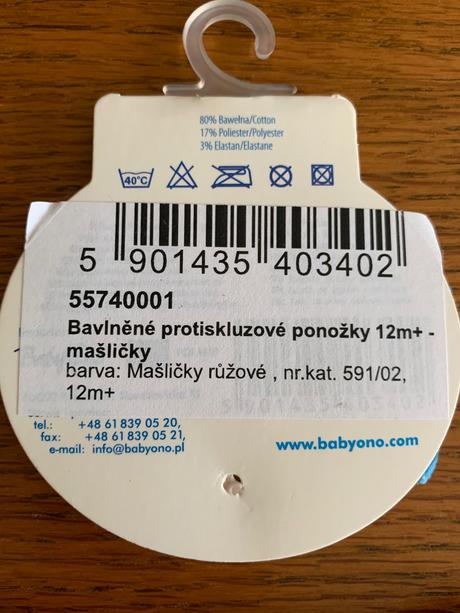 80% Bawełna/Cotton
17% Poliester/Polyester
3% Elastan/Elastane
40°C
5 901435 403402
55740001
Bavlněné protiskluzové ponožky 12m+ -
mašličky
barva: Mašličky růžové , nr.kat. 591/02,
12m+
tel.: +48 61 839 05 20,
fax: +48 61 839 05 21,
e-mail: info@babyono.pl
www.babyono.com